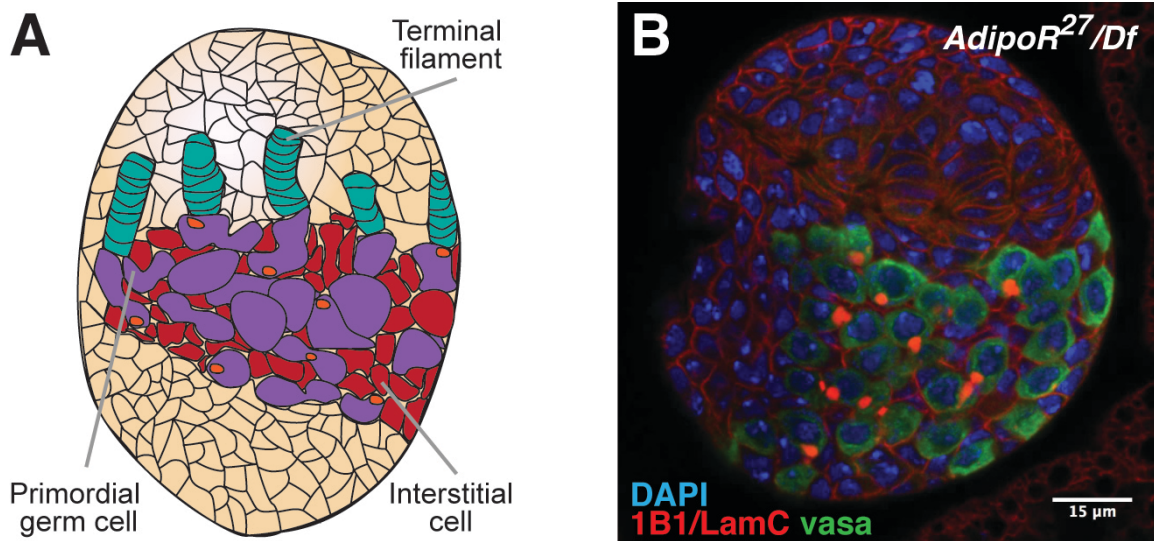 A
Terminal
filament
Primordial
germ cell
Interstitial
cell
B
AdipoR27/Df
DAPI
1B1/LamC vasa
15 µm